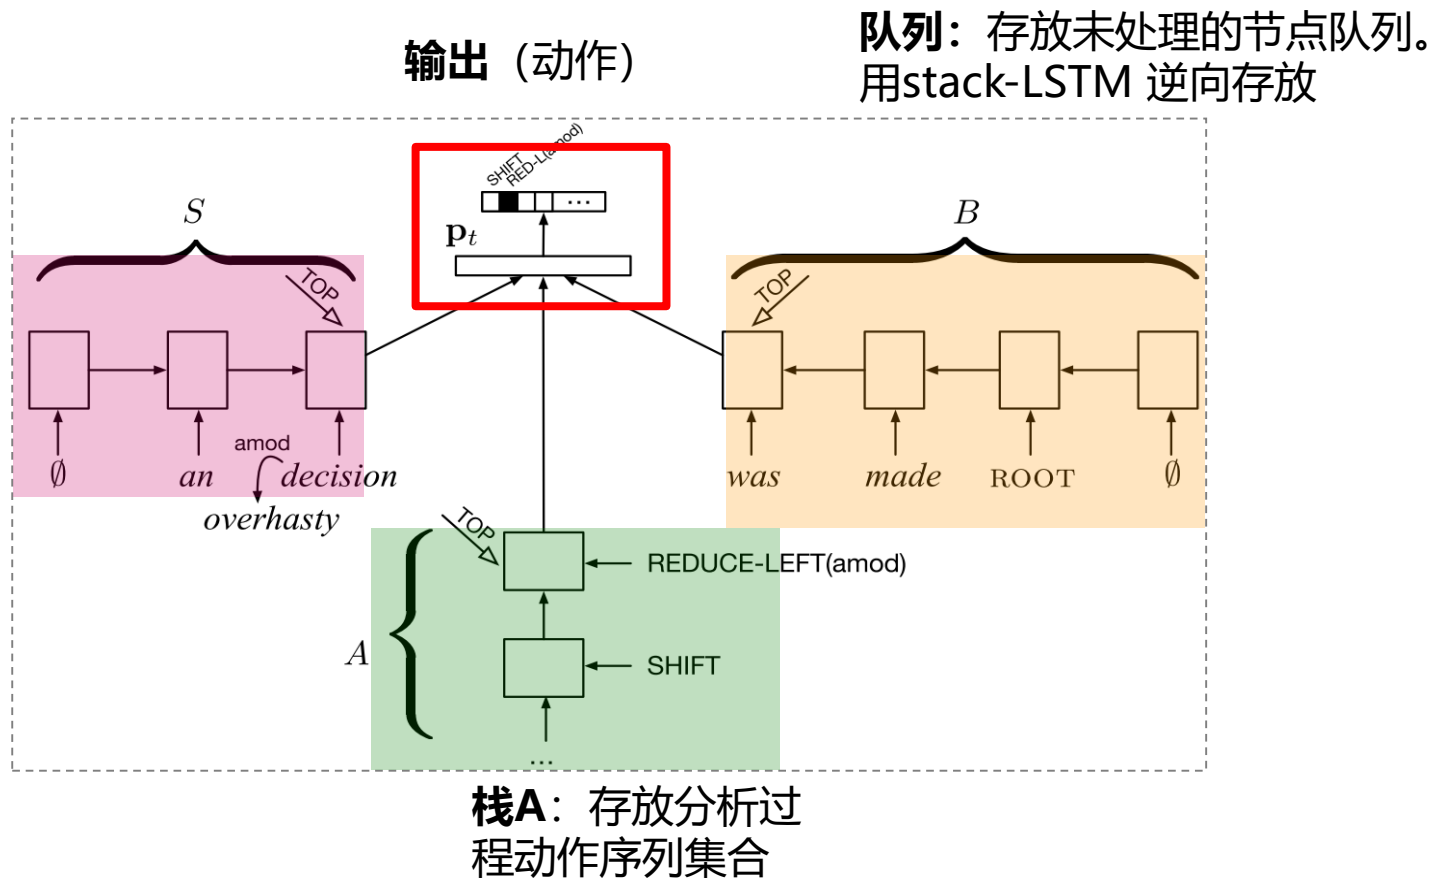 输出（动作）
队列：存放未处理的节点队列。
用stack-LSTM 逆向存放
SHIFT
RED-L(amod)
...
p_t
S
TOP
B
TOP
∅
an
amod
decision
overhasty
was
made
ROOT
∅
TOP
A
REDUCE-LEFT(amod)
SHIFT
...
栈A：存放分析过
程动作序列集合